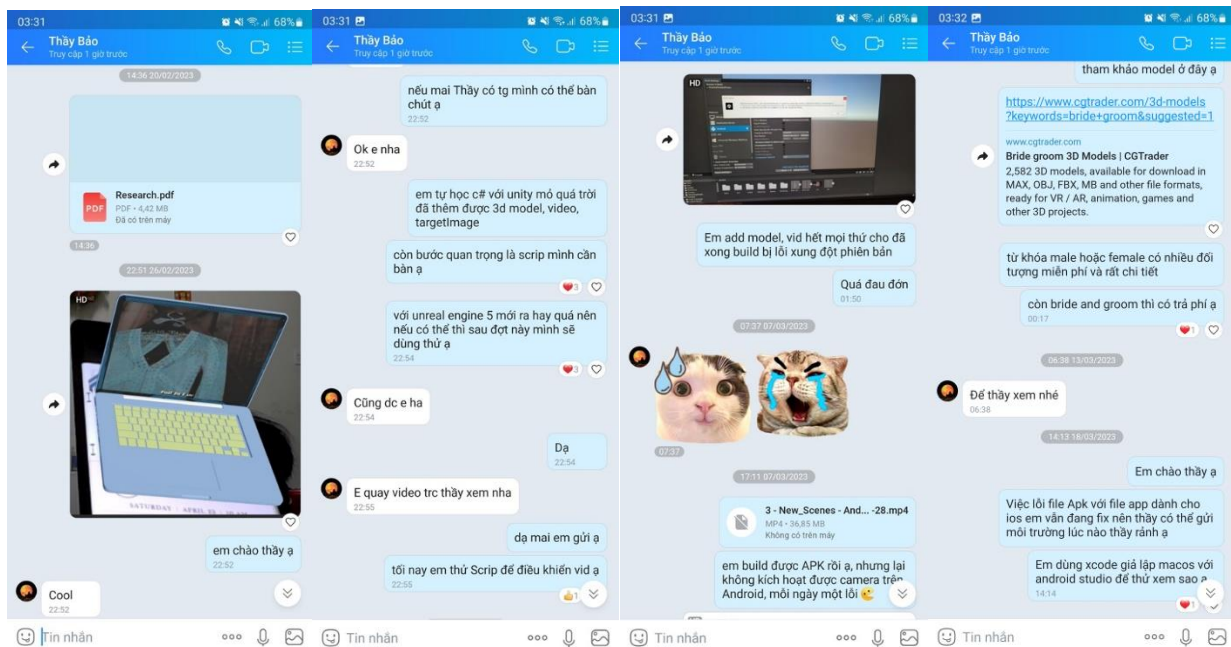 03:31
68%
Thầy Bảo
Truy cập 1 giờ trước
14:36 20/02/2023
PDF
Research.pdf
PDF • 4,42 MB
Đã có trên máy
14:36
22:51 26/02/2023
HD
em chào thầy ạ
22:52
Cool
22:52
Tin nhắn
03:31
68%
Thầy Bảo
Truy cập 1 giờ trước
nếu mai Thầy có tg mình có thể bàn
chút ạ
22:52
Ok e nha
22:52
em tự học c# với unity mỏ quá trời
đã thêm được 3d model, video,
targetImage
còn bước quan trọng là scrip mình cần
bàn ạ
3
với unreal engine 5 mới ra hay quá nên
nếu có thể thì sau đợt này mình sẽ
dùng thử ạ
22:54
3
Cũng dc e ha
22:54
Dạ
22:54
E quay video trc thầy xem nha
22:55
dạ mai em gửi ạ
tối nay em thử Scrip để điều khiển vid ạ
22:55
1
Tin nhắn
03:31
68%
Thầy Bảo
Truy cập 1 giờ trước
HD
Em add model, vid hết mọi thứ cho đã
xong build bị lỗi xung đột phiên bản
Quá đau đớn
01:50
07:37 07/03/2023
07:37
17:11 07/03/2023
3 - New_Scenes - And... -28.mp4
MP4 • 36,85 MB
Không có trên máy
em build được APK rồi ạ, nhưng lại
không kích hoạt được camera trên
Android, mỗi ngày một lỗi
Tin nhắn
03:32
68%
Thầy Bảo
Truy cập 1 giờ trước
tham khảo model ở đây ạ
https://www.cgtrader.com/3d-models
?keywords=bride+groom&suggested=1
www.cgtrader.com
Bride groom 3D Models | CGTrader
2,582 3D models, available for download in
MAX, OBJ, FBX, MB and other file formats,
ready for VR / AR, animation, games and
other 3D projects.
từ khóa male hoặc female có nhiều đối
tượng miễn phí và rất chi tiết
còn bride and groom thì có trả phí ạ
00:17
1
06:38 13/03/2023
Để thầy xem nhé
06:38
14:13 18/03/2023
Em chào thầy ạ
Việc lỗi file Apk với file app dành cho
ios em vẫn đang fix nên thầy có thể gửi
môi trường lúc nào thầy rảnh ạ
Em dùng xcode giả lập macos với
android studio để thử xem sao ạ
14:14
1
Tin nhắn